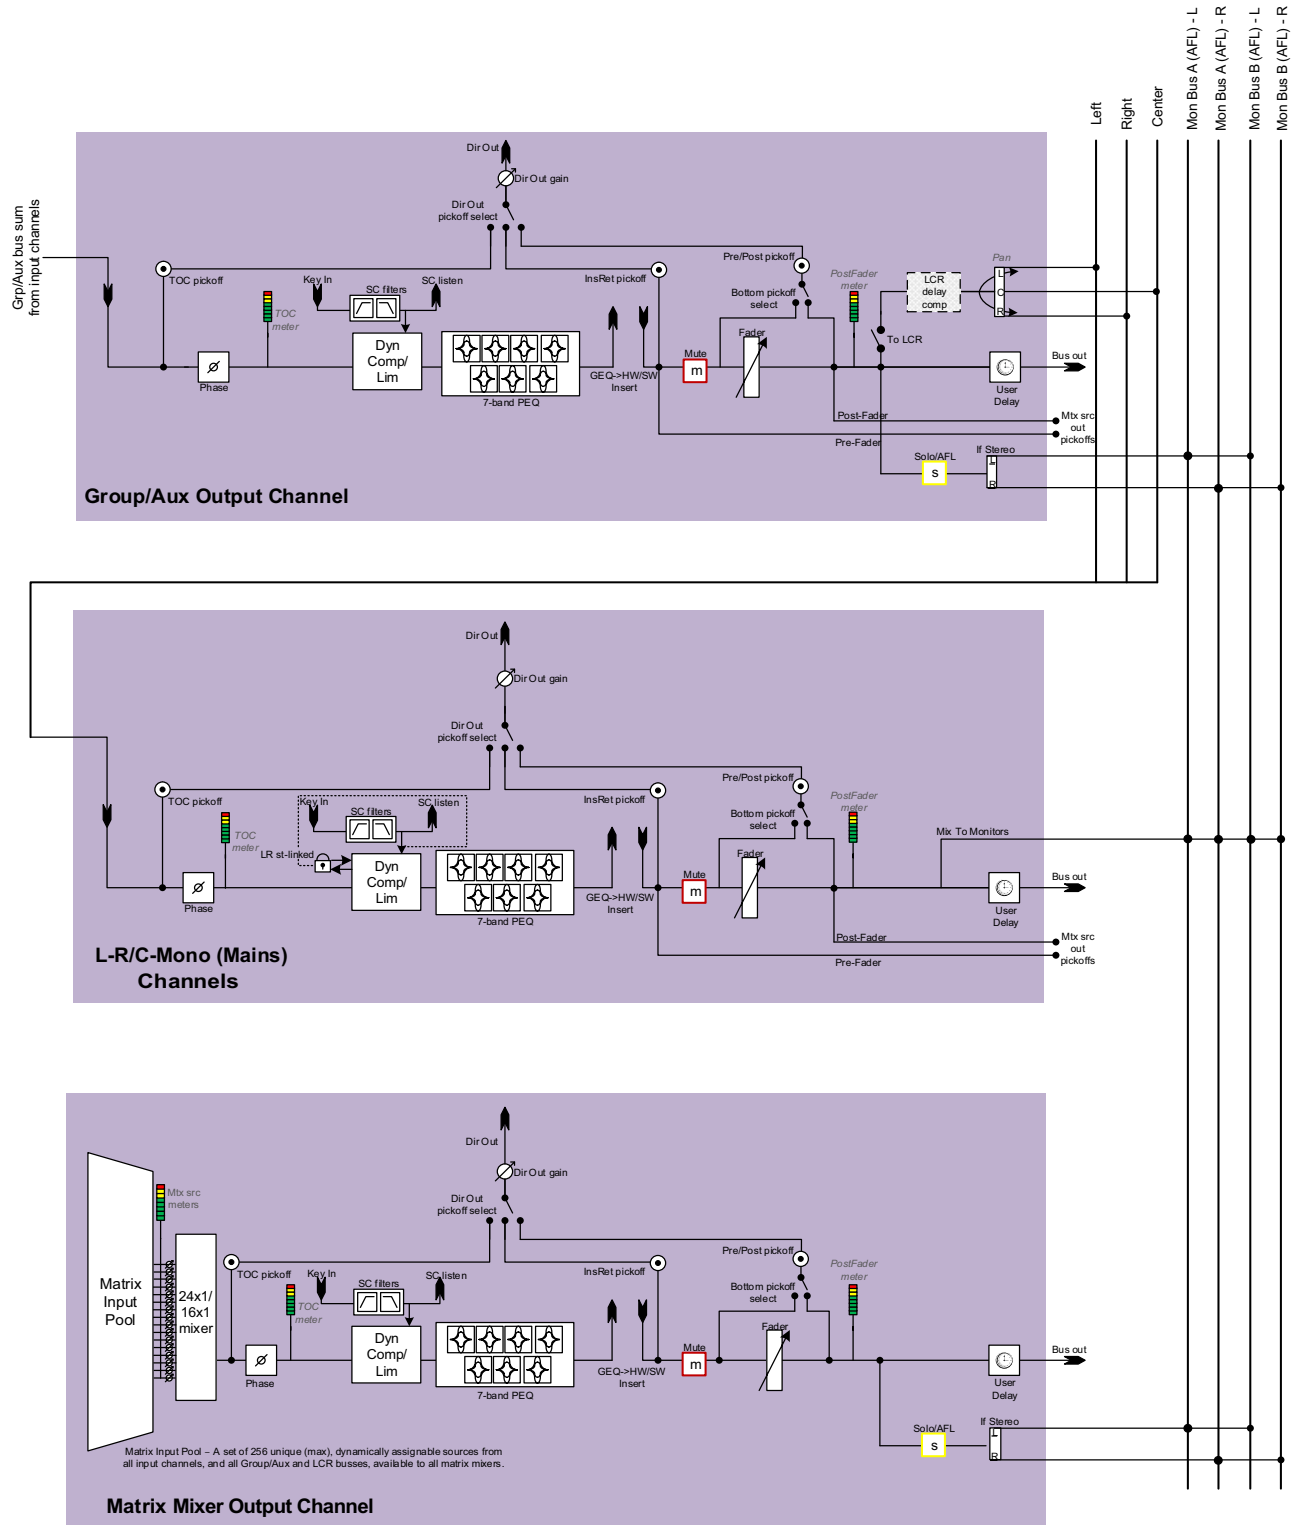 Left
Right
Center
Mon Bus A (AFL) - L
Mon Bus A (AFL) - R
Mon Bus B (AFL) - L
Mon Bus B (AFL) - R
Grp/Aux bus sum
from input channels
Dir Out
Dir Out gain
Dir Out
pickoff select
TOC pickoff
Key In
SC filters
SC listen
InsRet pickoff
Pre/Post pickoff
Bottom pickoff
select
PostFader
meter
LCR
delay
comp
Pan
L
C
R
TOC
meter
Phase
Dyn
Comp/
Lim
7-band PEQ
GEQ->HW/SW
Insert
Mute
m
Fader
To LCR
User
Delay
Bus out
Post-Fader
Pre-Fader
Mtx src
out
pickoffs
Solo/AFL
s
If Stereo
L
R
Group/Aux Output Channel
Dir Out
Dir Out gain
Dir Out
pickoff select
TOC pickoff
Key In
SC filters
SC listen
InsRet pickoff
Pre/Post pickoff
Bottom pickoff
select
PostFader
meter
Mix To Monitors
TOC
meter
LR st-linked
Phase
Dyn
Comp/
Lim
7-band PEQ
GEQ->HW/SW
Insert
Mute
m
Fader
User
Delay
Bus out
Post-Fader
Pre-Fader
Mtx src
out
pickoffs
L-R/C-Mono (Mains)
Channels
Dir Out
Dir Out gain
Dir Out
pickoff select
Mtx src
meters
Matrix
Input
Pool
24x1/
16x1
mixer
TOC pickoff
Key In
SC filters
SC listen
InsRet pickoff
Pre/Post pickoff
Bottom pickoff
select
PostFader
meter
TOC
meter
Phase
Dyn
Comp/
Lim
7-band PEQ
GEQ->HW/SW
Insert
Mute
m
Fader
User
Delay
Bus out
Solo/AFL
s
If Stereo
L
R
Matrix Input Pool – A set of 256 unique (max), dynamically assignable sources from
all input channels, and all Group/Aux and LCR busses, available to all matrix mixers.
Matrix Mixer Output Channel